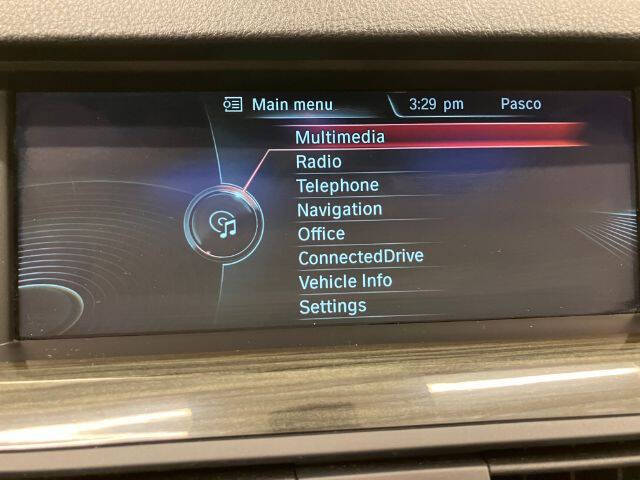 Main menu 3:29 pm Pasco
Multimedia
Radio
Telephone
Navigation
Office
ConnectedDrive
Vehicle Info
Settings